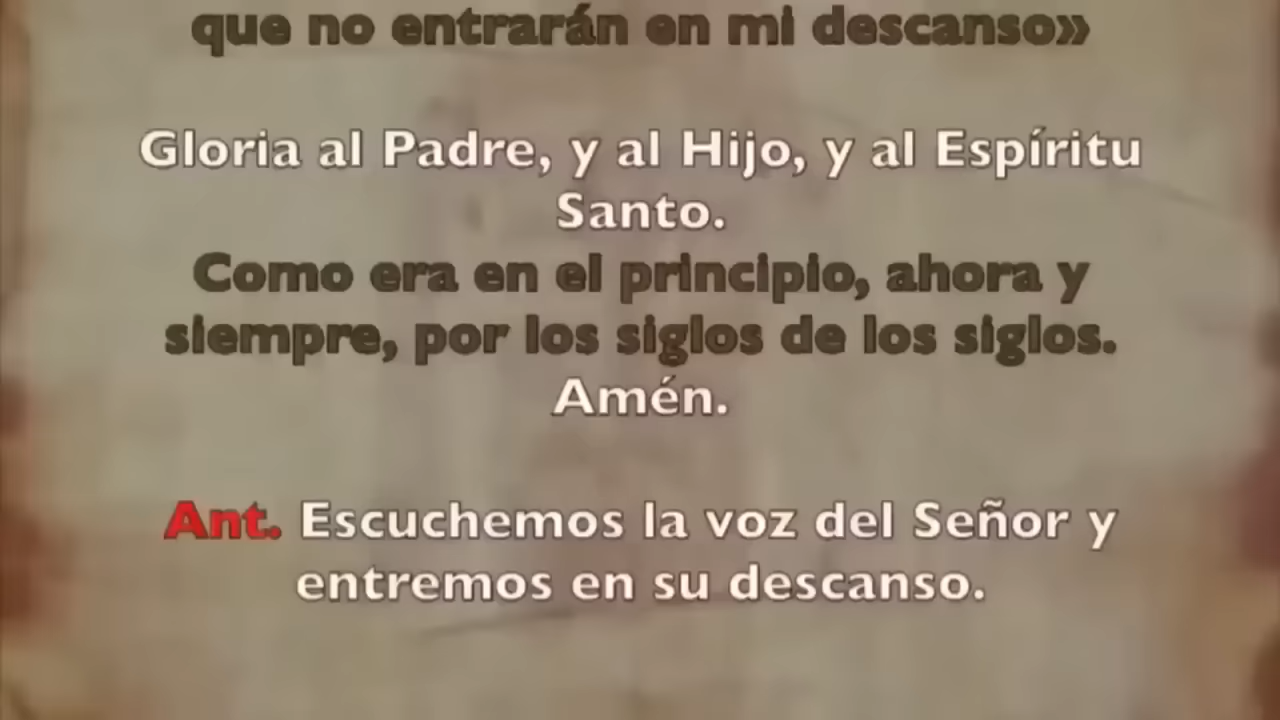 que no entrarán en mi descanso»
Gloria al Padre, y al Hijo, y al Espíritu
Santo.
Como era en el principio, ahora y
siempre, por los siglos de los siglos.
Amén.
Ant. Escuchemos la voz del Señor y
entremos en su descanso.